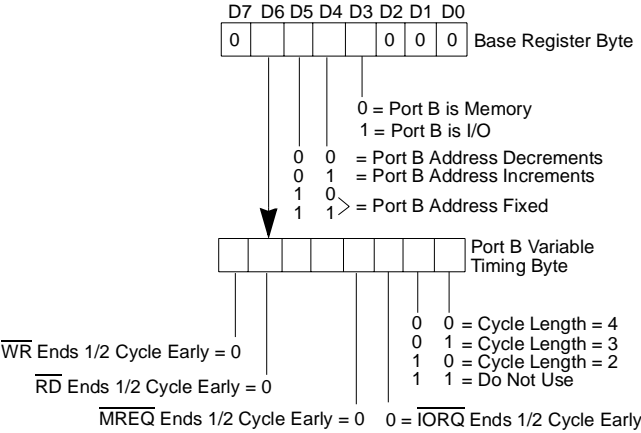 D7 D6 D5 D4 D3 D2 D1 D0
0 0 0 0 Base Register Byte
0 = Port B is Memory
1 = Port B is I/O
0 0 = Port B Address Decrements
0 1 = Port B Address Increments
1 0
1 1 > = Port B Address Fixed
Port B Variable
Timing Byte
0 0 = Cycle Length = 4
0 1 = Cycle Length = 3
1 0 = Cycle Length = 2
1 1 = Do Not Use
W̅R̅ Ends 1/2 Cycle Early = 0
R̅D̅ Ends 1/2 Cycle Early = 0
M̅R̅E̅Q̅ Ends 1/2 Cycle Early = 0 0 = I̅O̅R̅Q̅ Ends 1/2 Cycle Early